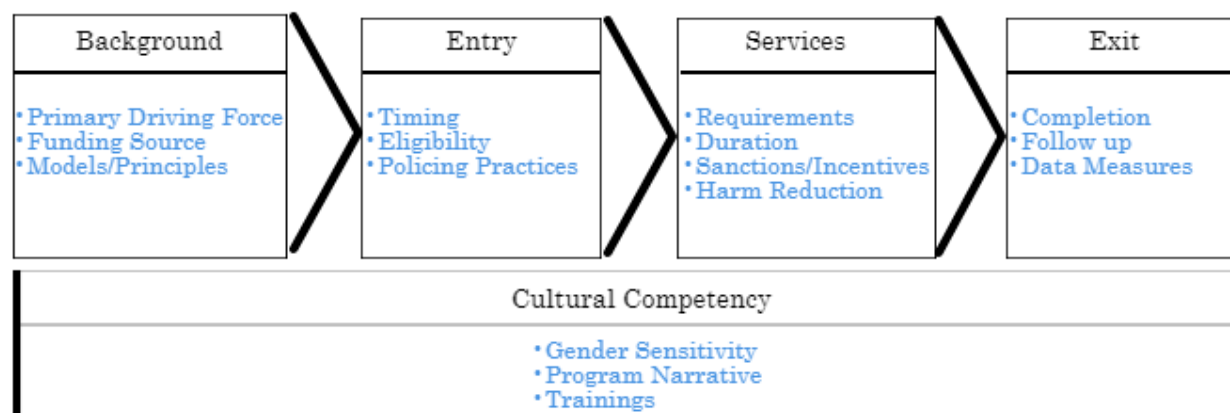 Background
• Primary Driving Force
• Funding Source
• Models/Principles
Entry
• Timing
• Eligibility
• Policing Practices
Services
• Requirements
• Duration
• Sanctions/Incentives
• Harm Reduction
Exit
• Completion
• Follow up
• Data Measures
Cultural Competency
• Gender Sensitivity
• Program Narrative
• Trainings